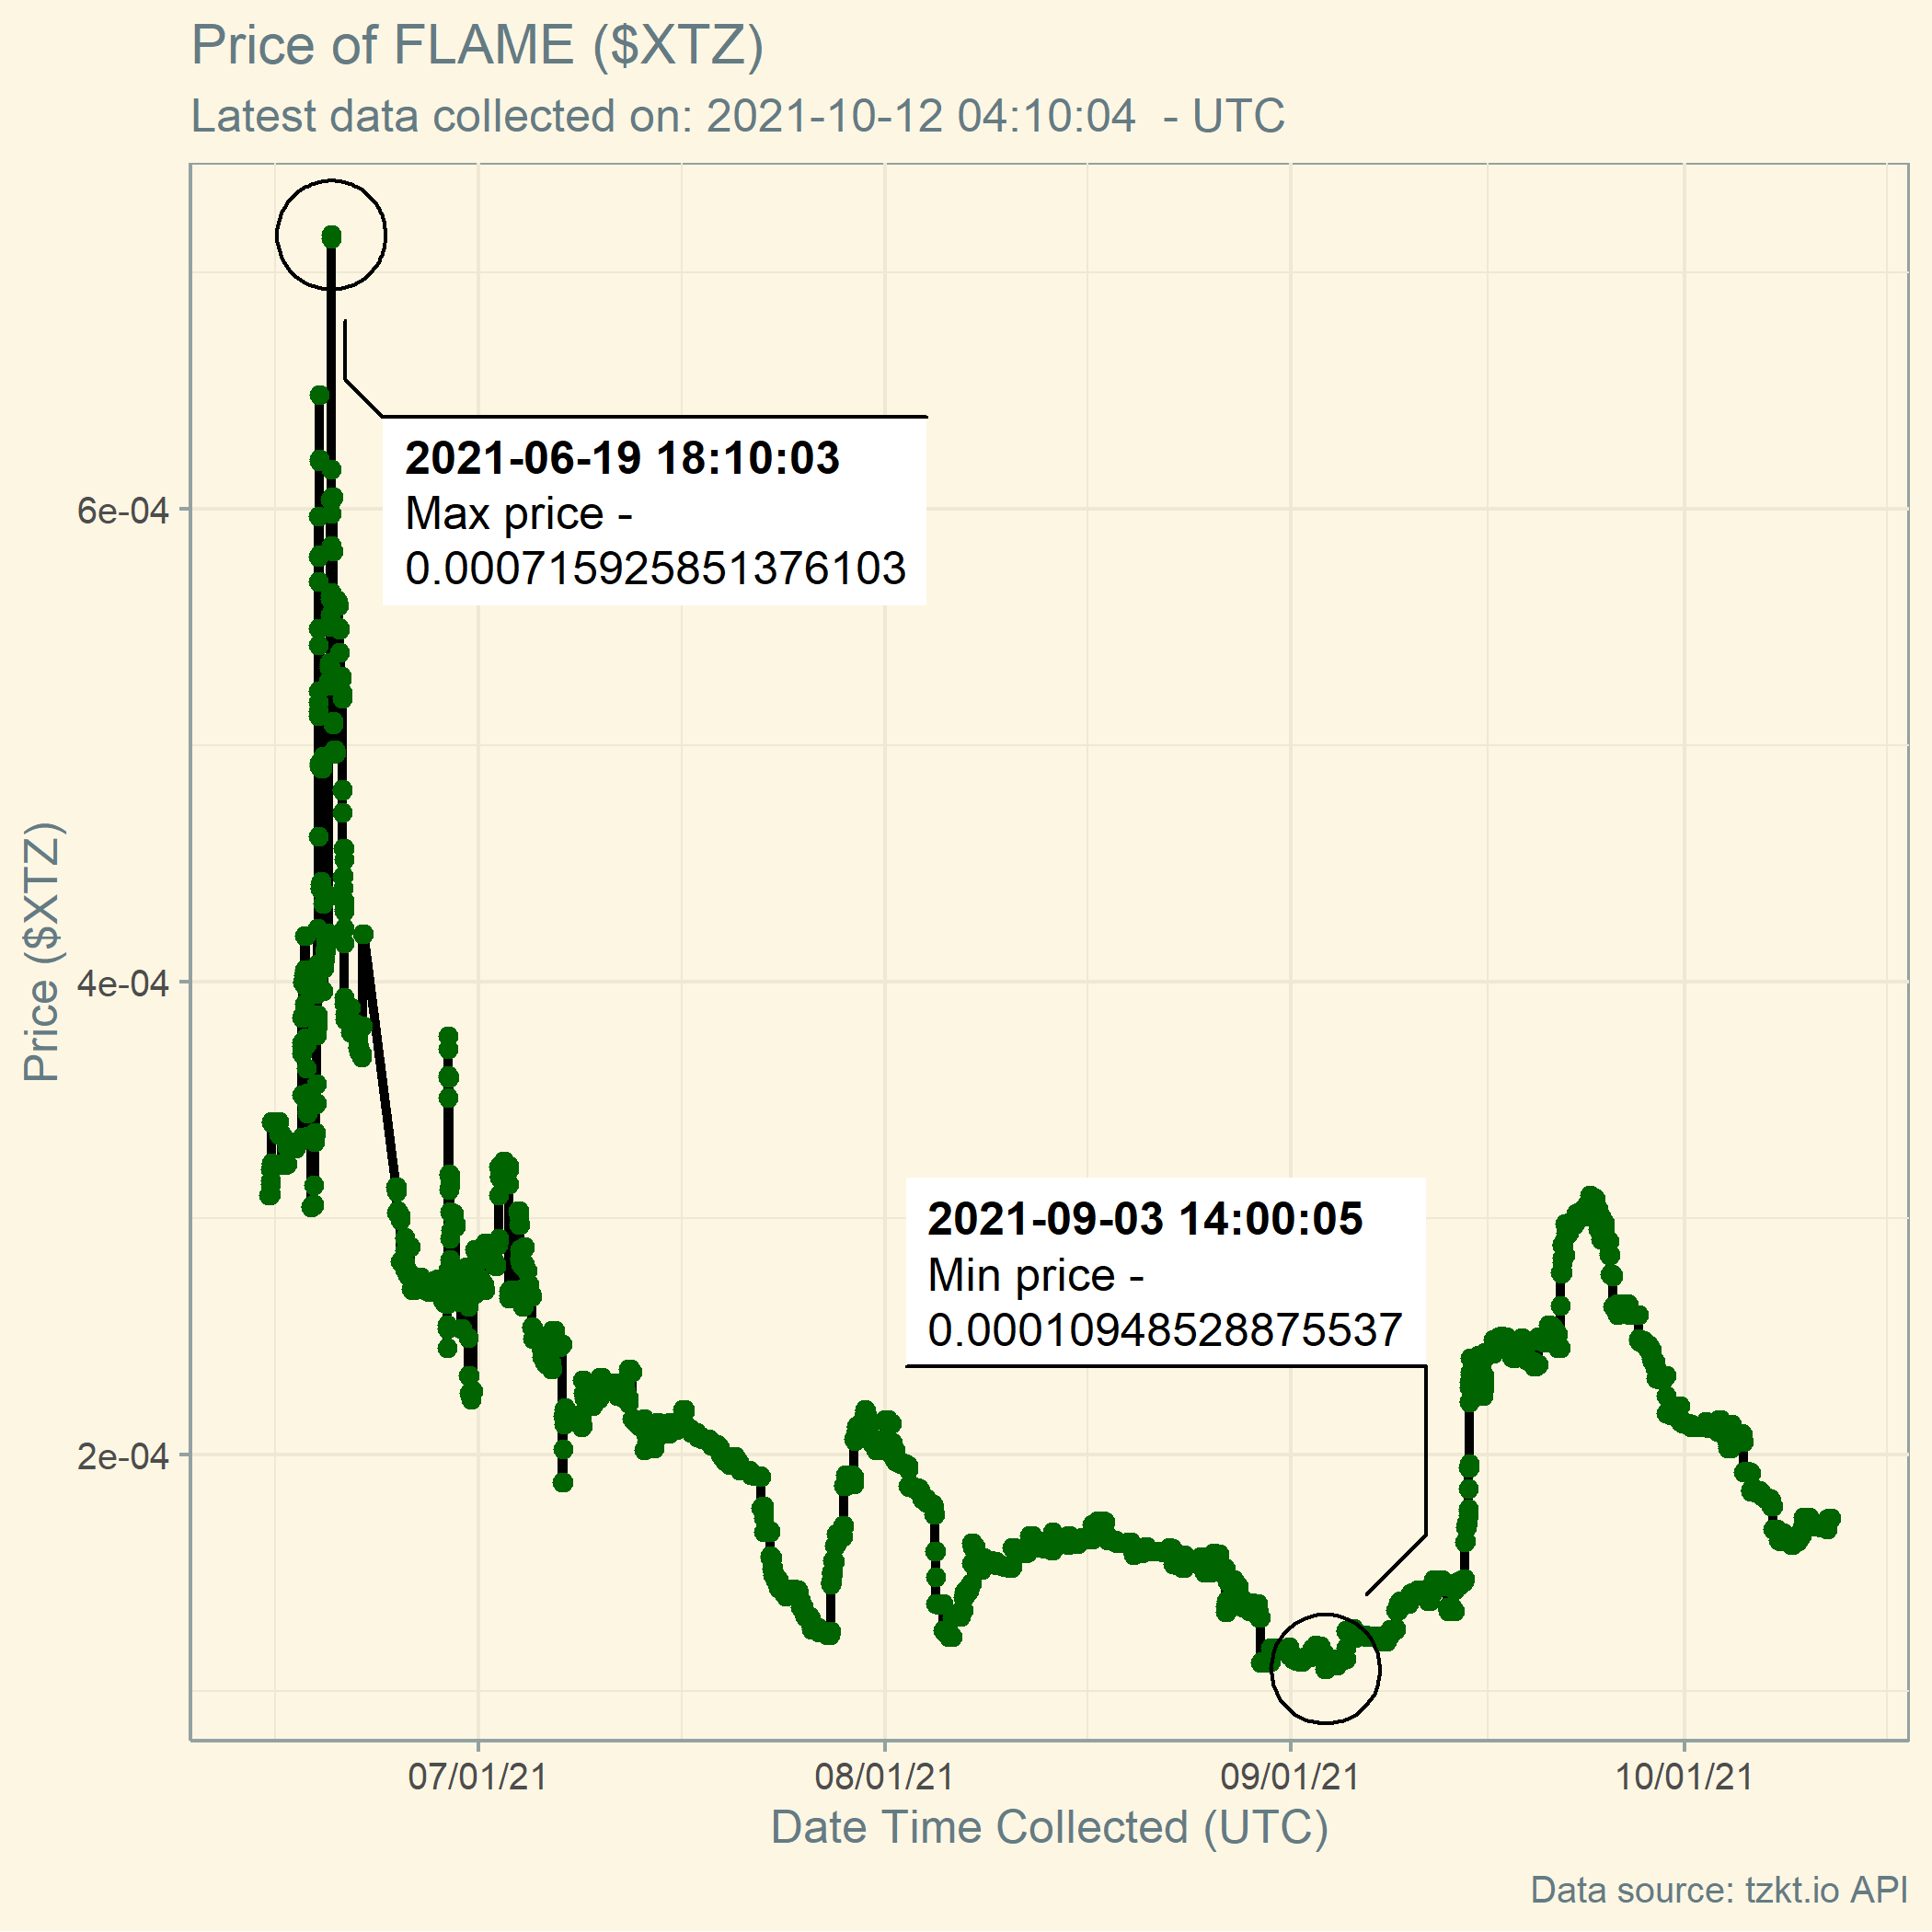 Price of FLAME ($XTZ)
Latest data collected on: 2021-10-12 04:10:04  - UTC
2021-06-19 18:10:03
Max price -
0.000715925851376103
2021-09-03 14:00:05
Min price -
0.00010948528875537
Price ($XTZ)
6e-04
4e-04
2e-04
07/01/21
08/01/21
09/01/21
10/01/21
Date Time Collected (UTC)
Data source: tzkt.io API